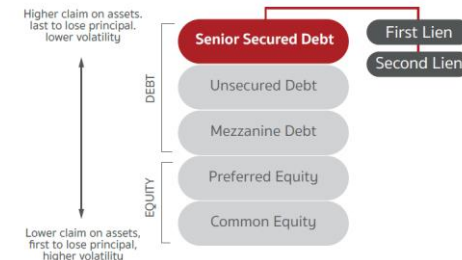 Higher claim on assets.
last to lose principal.
lower volatility
Senior Secured Debt
First Lien
Second Lien
Unsecured Debt
DEBT
Mezzanine Debt
Preferred Equity
EQUITY
Common Equity
Lower claim on assets,
first to lose principal,
higher volatility